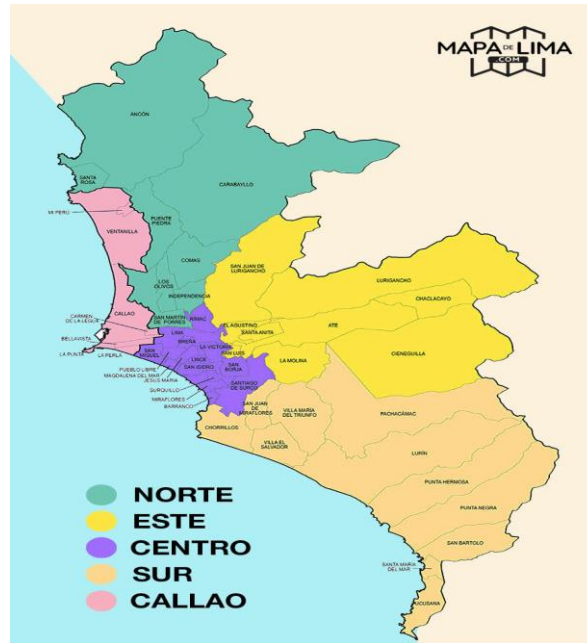 MAPA DE LIMA
.COM
ANCÓN
SANTA
ROSA
CARABAYLLO
MI PERÚ
VENTANILLA
PUENTE
PIEDRA
COMAS
SAN JUAN DE
LURIGANCHO
LURIGANCHO
LOS
OLIVOS
INDEPENDENCIA
CHACLACAYO
CALLAO
SAN MARTÍN
DE PORRES
RÍMAC
CARMEN
DE LA LEGUA
LIMA
EL AGUSTINO
SANTA ANITA
ATE
BELLAVISTA
BREÑA
LA VICTORIA
SAN LUIS
LA PUNTA
LA PERLA
SAN
MIGUEL
LINCE
SAN ISIDRO
SAN
BORJA
LA MOLINA
CIENEGUILLA
PUEBLO LIBRE
MAGDALENA DEL MAR
JESÚS MARÍA
SURQUILLO
MIRAFLORES
BARRANCO
SANTIAGO
DE SURCO
SAN JUAN
DE
MIRAFLORES
VILLA MARÍA
DEL TRIUNFO
PACHACÁMAC
CHORRILLOS
VILLA EL
SALVADOR
LURÍN
PUNTA HERMOSA
PUNTA NEGRA
SAN BARTOLO
SANTA MARÍA
DEL MAR
PUCUSANA
NORTE
ESTE
CENTRO
SUR
CALLAO